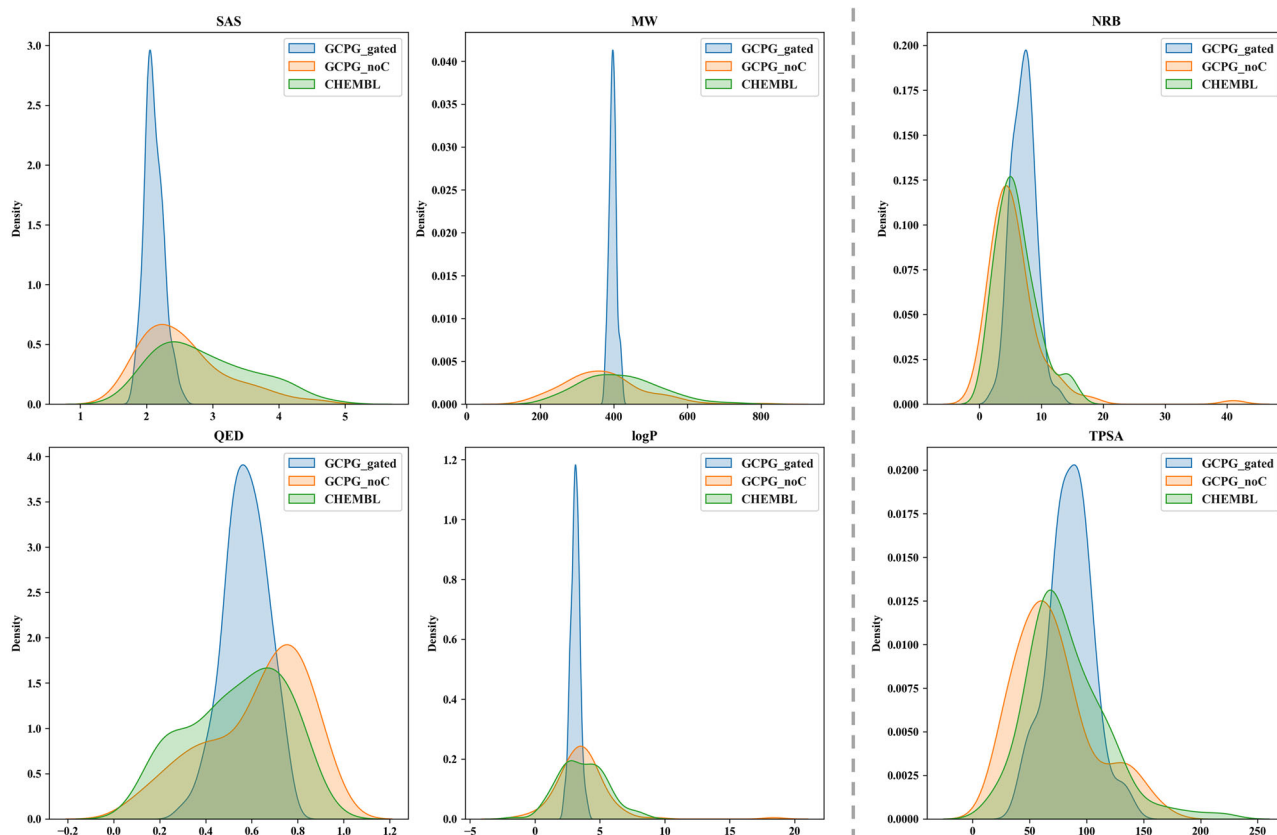 SAS
MW
NRB
3.0
2.5
2.0
1.5
1.0
0.5
0.0
Density
1
2
3
4
5
GCPG_gated
GCPG_noC
CHEMBL
0.040
0.035
0.030
0.025
0.020
0.015
0.010
0.005
0.000
Density
0
200
400
600
800
GCPG_gated
GCPG_noC
CHEMBL
0.200
0.175
0.150
0.125
0.100
0.075
0.050
0.025
0.000
Density
0
10
20
30
40
GCPG_gated
GCPG_noC
CHEMBL
QED
logP
TPSA
4.0
3.5
3.0
2.5
2.0
1.5
1.0
0.5
0.0
Density
−0.2
0.0
0.2
0.4
0.6
0.8
1.0
1.2
GCPG_gated
GCPG_noC
CHEMBL
1.2
1.0
0.8
0.6
0.4
0.2
0.0
Density
−5
0
5
10
15
20
GCPG_gated
GCPG_noC
CHEMBL
0.0200
0.0175
0.0150
0.0125
0.0100
0.0075
0.0050
0.0025
0.0000
Density
0
50
100
150
200
250
GCPG_gated
GCPG_noC
CHEMBL